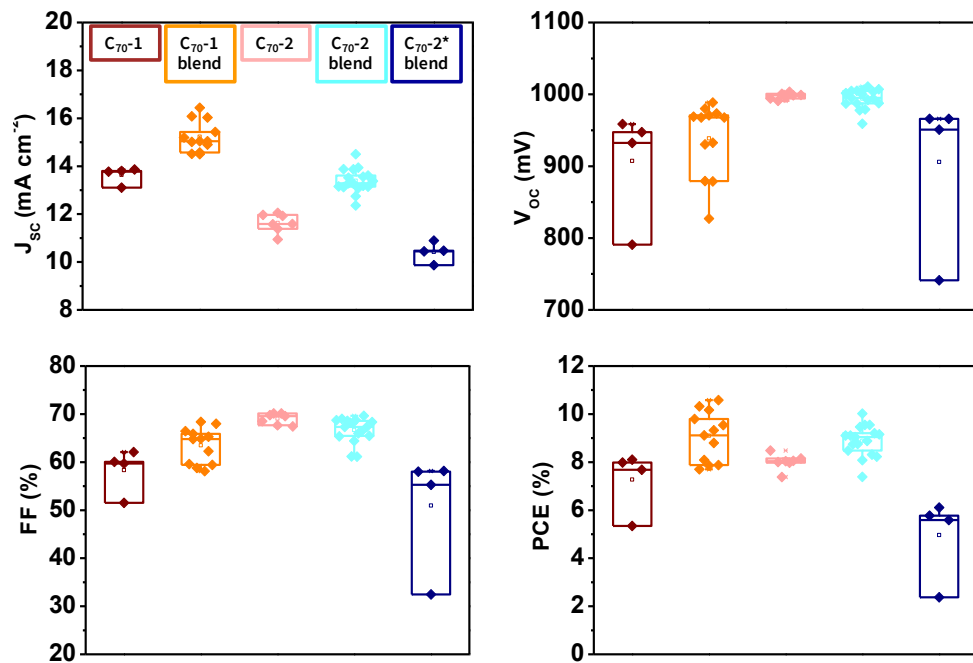 20
18
16
14
12
10
8
J_SC (mA cm⁻²)
C₇₀-1
C₇₀-1
blend
C₇₀-2
C₇₀-2
blend
C₇₀-2*
blend
1000
900
800
700
V_OC (mV)
80
70
60
50
40
30
20
FF (%)
12
10
8
6
4
2
0
PCE (%)